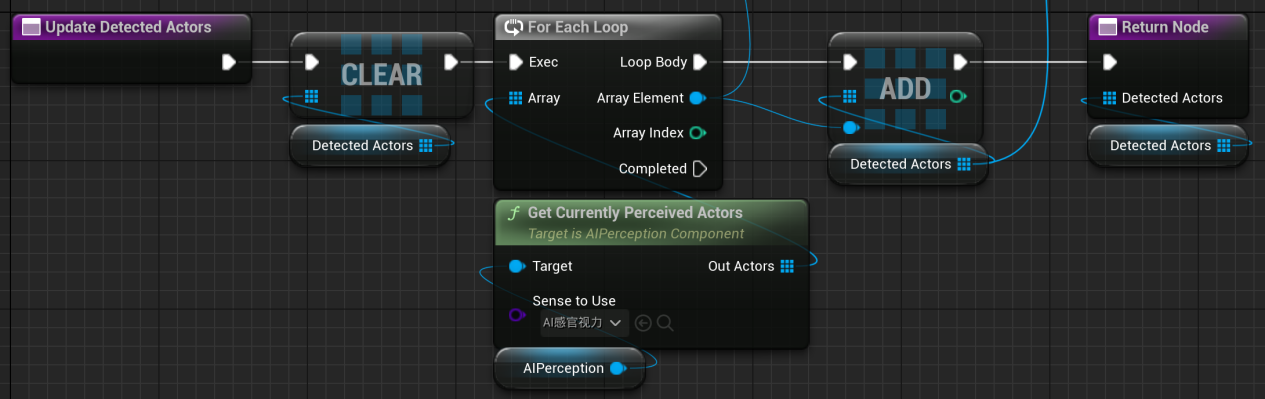 Update Detected Actors
CLEAR
Detected Actors
For Each Loop
Exec
Loop Body
Array
Array Element
Array Index
Completed
ADD
Detected Actors
Return Node
Detected Actors
Detected Actors
f Get Currently Perceived Actors
Target is AIPerception Component
Target
Out Actors
Sense to Use
AI感官视力
AIPerception